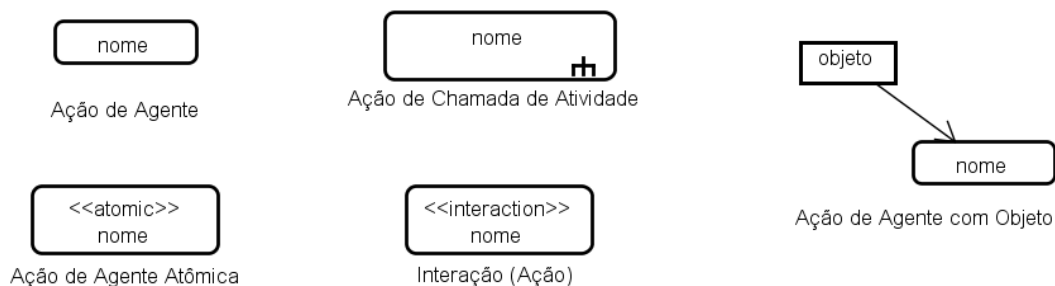 nome
Ação de Agente
nome
Ação de Chamada de Atividade
objeto
nome
Ação de Agente com Objeto
<<atomic>>
nome
Ação de Agente Atômica
<<interaction>>
nome
Interação (Ação)